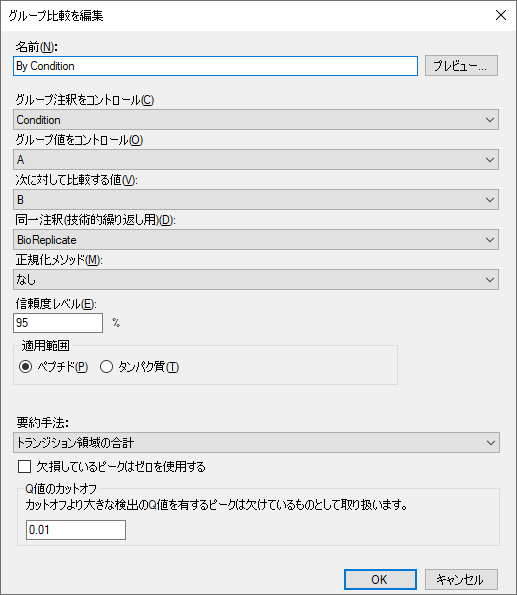 グループ比較を編集
名前(N):
By Condition
プレビュー...
グループ注釈をコントロール(C)
Condition
グループ値をコントロール(O)
A
次に対して比較する値(V):
B
同一注釈(技術的繰り返し用)(D):
BioReplicate
正規化メソッド(M):
なし
信頼度レベル(E):
95 %
適用範囲
ペプチド(P) タンパク質(T)
要約手法:
トランジション領域の合計
欠損しているピークはゼロを使用する
Q値のカットオフ
カットオフより大きな検出のQ値を有するピークは欠けているものとして取り扱います。
0.01
OK キャンセル